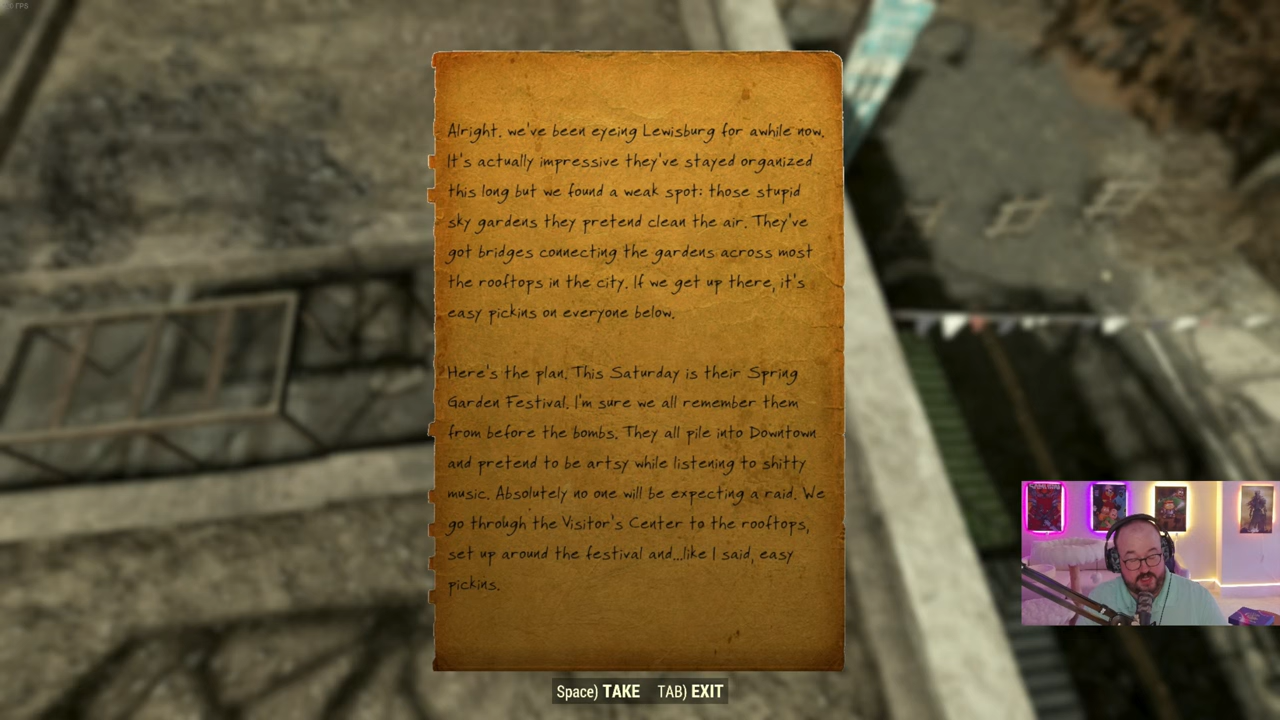 Alright, we've been eyeing Lewisburg for awhile now.
It's actually impressive they've stayed organized
this long but we found a weak spot: those stupid
sky gardens they pretend clean the air. They've
got bridges connecting the gardens across most
the rooftops in the city. If we get up there, it's
easy pickins on everyone below.
Here's the plan. This Saturday is their Spring
Garden Festival. I'm sure we all remember them
from before the bombs. They all pile into Downtown
and pretend to be artsy while listening to shitty
music. Absolutely no one will be expecting a raid. We
go through the Visitor's Center to the rooftops,
set up around the festival and...like I said, easy
pickins.
Space) TAKE TAB) EXIT